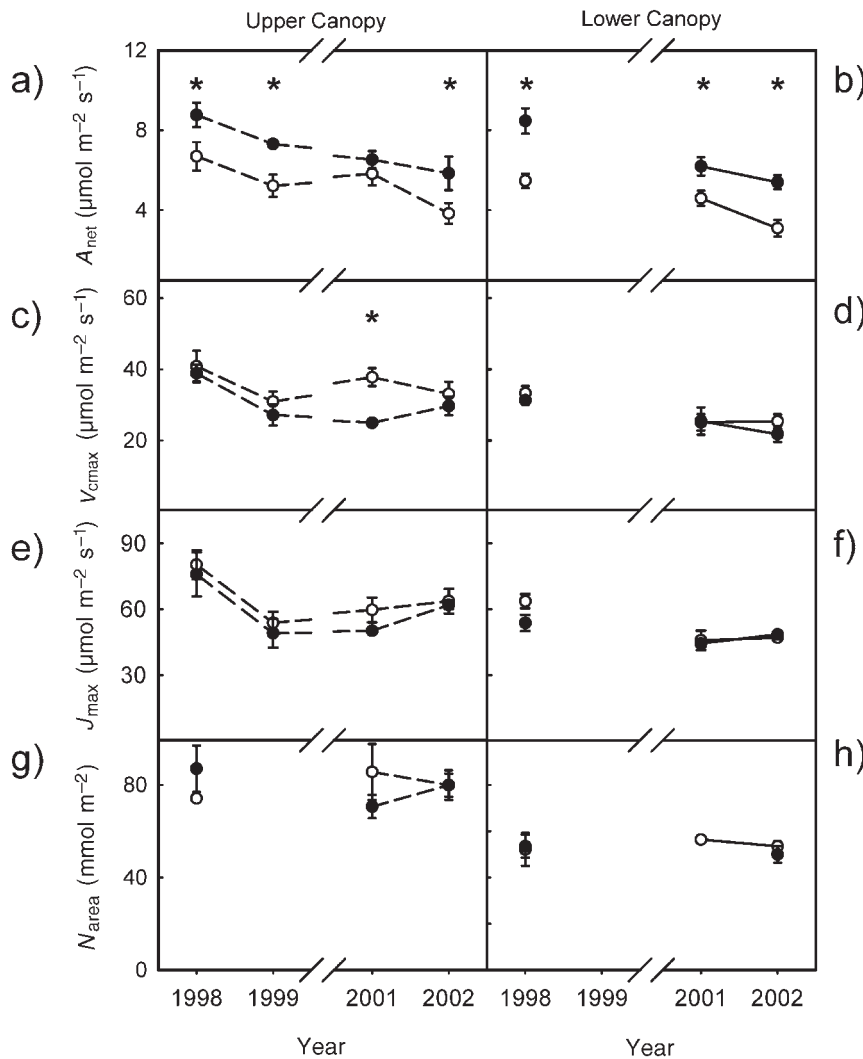 Upper Canopy Lower Canopy
a) b)
12
8
4
A_net (µmol m⁻² s⁻¹)
* * * * * *
c) d)
60
40
20
V_cmax (µmol m⁻² s⁻¹)
*
e) f)
90
60
30
J_max (µmol m⁻² s⁻¹)
g) h)
80
40
0
N_area (mmol m⁻²)
1998 1999 2001 2002 1998 1999 2001 2002
Year Year